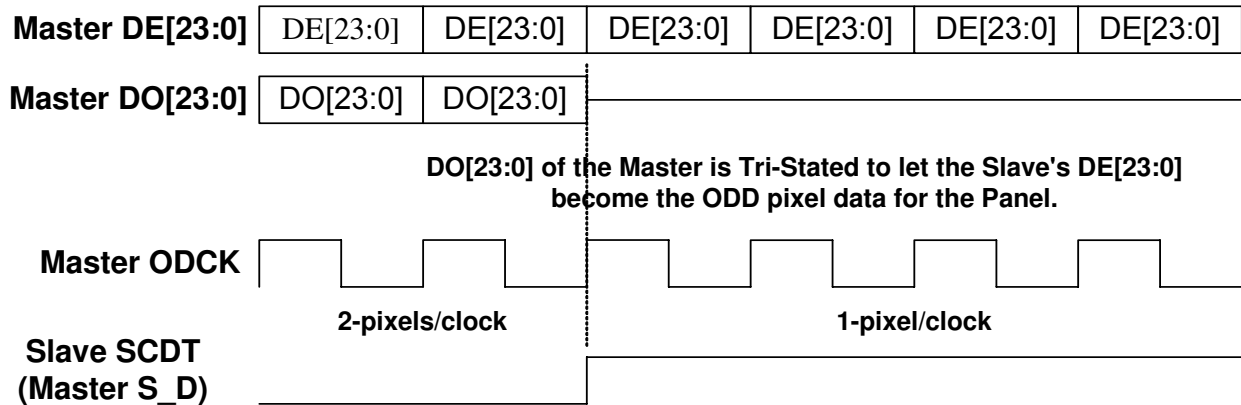 Master DE[23:0] DE[23:0] DE[23:0] DE[23:0] DE[23:0] DE[23:0] DE[23:0]
Master DO[23:0] DO[23:0] DO[23:0]
DO[23:0] of the Master is Tri-Stated to let the Slave's DE[23:0]
become the ODD pixel data for the Panel.
Master ODCK
2-pixels/clock 1-pixel/clock
Slave SCDT
(Master S_D)